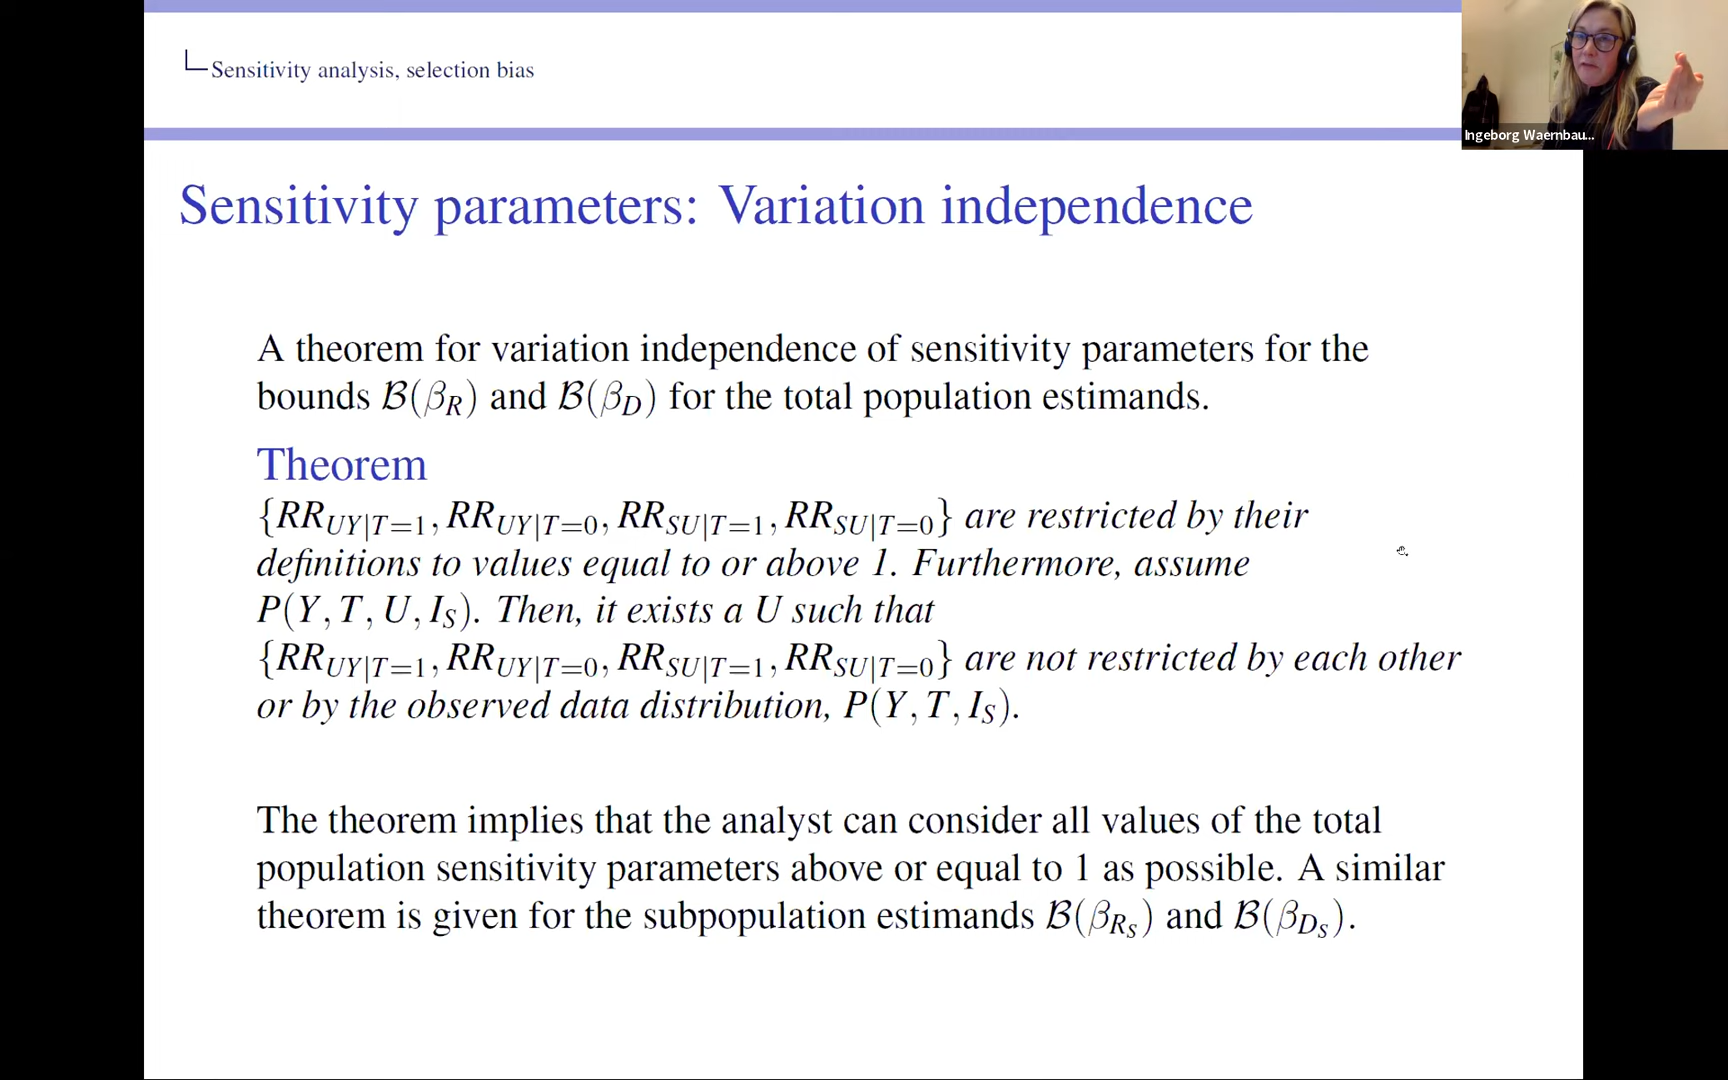 Sensitivity analysis, selection bias
Ingeborg Waernbau...
Sensitivity parameters: Variation independence
A theorem for variation independence of sensitivity parameters for the
bounds ℬ(β_R) and ℬ(β_D) for the total population estimands.
Theorem
{RR_{UY|T=1}, RR_{UY|T=0}, RR_{SU|T=1}, RR_{SU|T=0}} are restricted by their
definitions to values equal to or above 1. Furthermore, assume
P(Y, T, U, I_S). Then, it exists a U such that
{RR_{UY|T=1}, RR_{UY|T=0}, RR_{SU|T=1}, RR_{SU|T=0}} are not restricted by each other
or by the observed data distribution, P(Y, T, I_S).
The theorem implies that the analyst can consider all values of the total
population sensitivity parameters above or equal to 1 as possible. A similar
theorem is given for the subpopulation estimands ℬ(β_{R_S}) and ℬ(β_{D_S}).